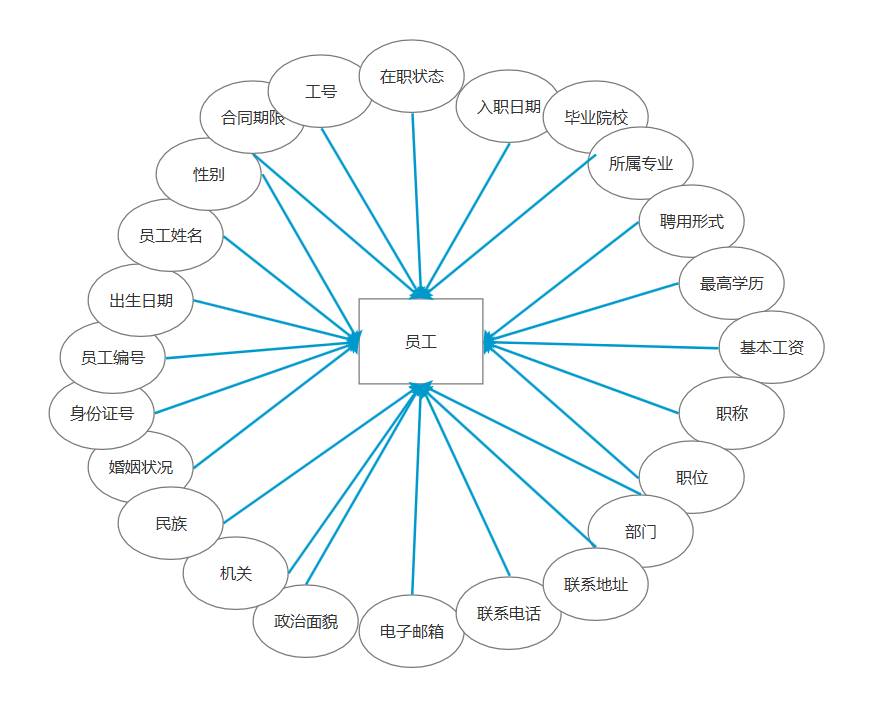 在职状态
工号
入职日期
合同期限
毕业院校
所属专业
性别
聘用形式
员工姓名
最高学历
出生日期
员工
基本工资
员工编号
身份证号
职称
婚姻状况
职位
民族
部门
机关
联系地址
政治面貌
联系电话
电子邮箱